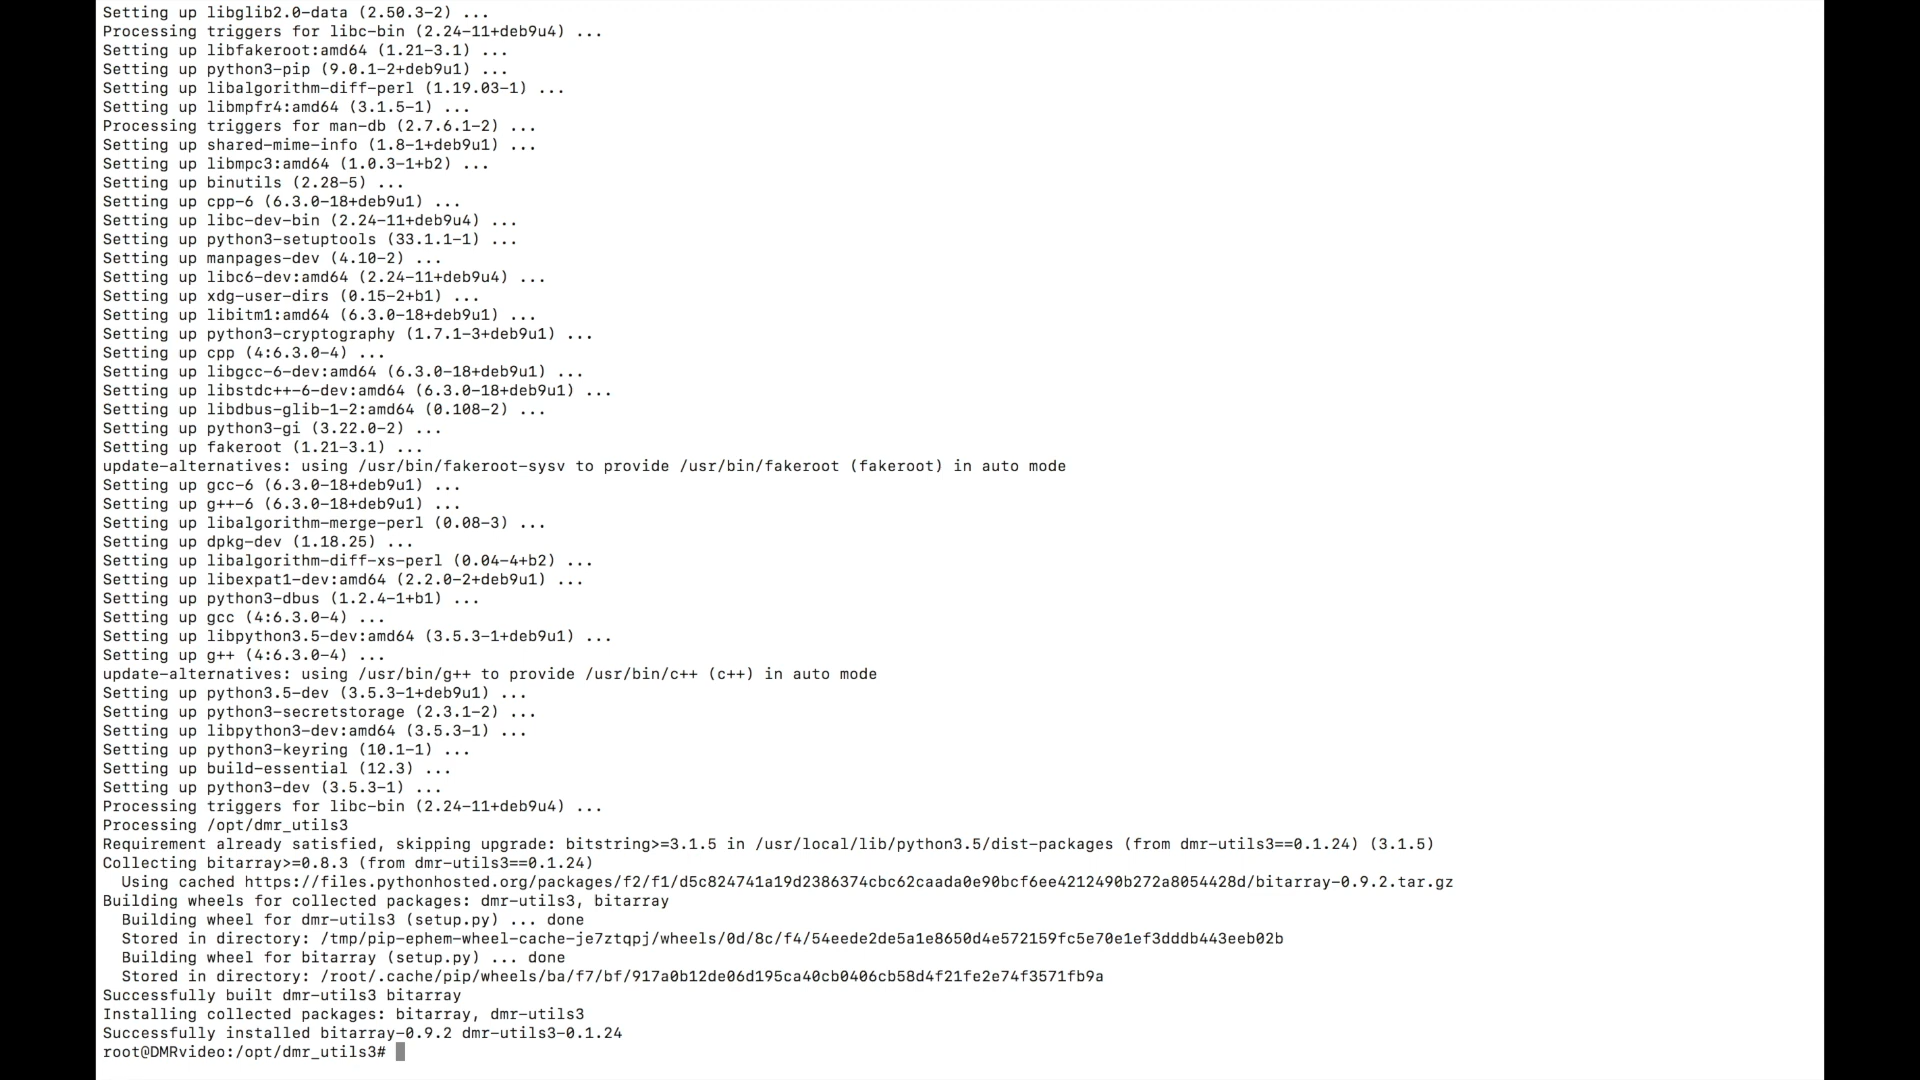 Setting up libglib2.0-data (2.50.3-2) ...
Processing triggers for libc-bin (2.24-11+deb9u4) ...
Setting up libfakeroot:amd64 (1.21-3.1) ...
Setting up python3-pip (9.0.1-2+deb9u1) ...
Setting up libalgorithm-diff-perl (1.19.03-1) ...
Setting up libmpfr4:amd64 (3.1.5-1) ...
Processing triggers for man-db (2.7.6.1-2) ...
Setting up shared-mime-info (1.8-1+deb9u1) ...
Setting up libmpc3:amd64 (1.0.3-1+b2) ...
Setting up binutils (2.28-5) ...
Setting up cpp-6 (6.3.0-18+deb9u1) ...
Setting up libc-dev-bin (2.24-11+deb9u4) ...
Setting up python3-setuptools (33.1.1-1) ...
Setting up manpages-dev (4.10-2) ...
Setting up libc6-dev:amd64 (2.24-11+deb9u4) ...
Setting up xdg-user-dirs (0.15-2+b1) ...
Setting up libitm1:amd64 (6.3.0-18+deb9u1) ...
Setting up python3-cryptography (1.7.1-3+deb9u1) ...
Setting up cpp (4:6.3.0-4) ...
Setting up libgcc-6-dev:amd64 (6.3.0-18+deb9u1) ...
Setting up libstdc++-6-dev:amd64 (6.3.0-18+deb9u1) ...
Setting up libdbus-glib-1-2:amd64 (0.108-2) ...
Setting up python3-gi (3.22.0-2) ...
Setting up fakeroot (1.21-3.1) ...
update-alternatives: using /usr/bin/fakeroot-sysv to provide /usr/bin/fakeroot (fakeroot) in auto mode
Setting up gcc-6 (6.3.0-18+deb9u1) ...
Setting up g++-6 (6.3.0-18+deb9u1) ...
Setting up libalgorithm-merge-perl (0.08-3) ...
Setting up dpkg-dev (1.18.25) ...
Setting up libalgorithm-diff-xs-perl (0.04-4+b2) ...
Setting up libexpat1-dev:amd64 (2.2.0-2+deb9u1) ...
Setting up python3-dbus (1.2.4-1+b1) ...
Setting up gcc (4:6.3.0-4) ...
Setting up libpython3.5-dev:amd64 (3.5.3-1+deb9u1) ...
Setting up g++ (4:6.3.0-4) ...
update-alternatives: using /usr/bin/g++ to provide /usr/bin/c++ (c++) in auto mode
Setting up python3.5-dev (3.5.3-1+deb9u1) ...
Setting up python3-secretstorage (2.3.1-2) ...
Setting up libpython3-dev:amd64 (3.5.3-1) ...
Setting up python3-keyring (10.1-1) ...
Setting up build-essential (12.3) ...
Setting up python3-dev (3.5.3-1) ...
Processing triggers for libc-bin (2.24-11+deb9u4) ...
Processing /opt/dmr_utils3
Requirement already satisfied, skipping upgrade: bitstring>=3.1.5 in /usr/local/lib/python3.5/dist-packages (from dmr-utils3==0.1.24) (3.1.5)
Collecting bitarray>=0.8.3 (from dmr-utils3==0.1.24)
  Using cached https://files.pythonhosted.org/packages/f2/f1/d5c824741a19d2386374cbc62caada0e90bcf6ee4212490b272a8054428d/bitarray-0.9.2.tar.gz
Building wheels for collected packages: dmr-utils3, bitarray
  Building wheel for dmr-utils3 (setup.py) ... done
  Stored in directory: /tmp/pip-ephem-wheel-cache-je7ztqpj/wheels/0d/8c/f4/54eede2de5a1e8650d4e572159fc5e70e1ef3dddb443eeb02b
  Building wheel for bitarray (setup.py) ... done
  Stored in directory: /root/.cache/pip/wheels/ba/f7/bf/917a0b12de06d195ca40cb0406cb58d4f21fe2e74f3571fb9a
Successfully built dmr-utils3 bitarray
Installing collected packages: bitarray, dmr-utils3
Successfully installed bitarray-0.9.2 dmr-utils3-0.1.24
root@DMRvideo:/opt/dmr_utils3#